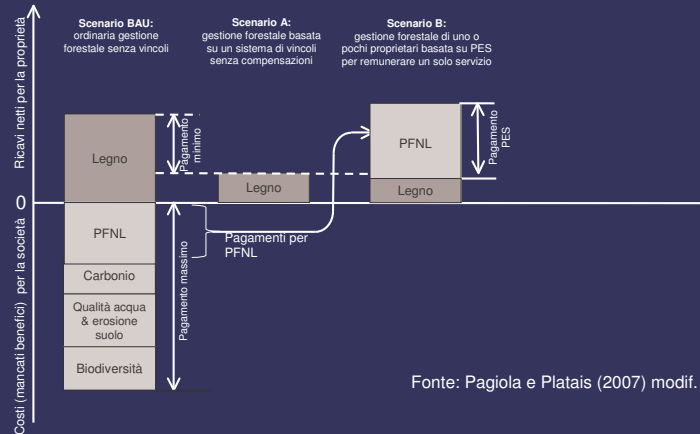 Scenario BAU:
ordinaria gestione
forestale senza vincoli
Scenario A:
gestione forestale basata
su un sistema di vincoli
senza compensazioni
Scenario B:
gestione forestale di uno o
pochi proprietari basata su PES
per remunerare un solo servizio
Ricavi netti per la proprietà
0
Costi (mancati benefici) per la società
Legno
Pagamento
minimo
PFNL
Carbonio
Qualità acqua
& erosione
suolo
Biodiversità
Pagamento massimo
Legno
Pagamenti per
PFNL
PFNL
Legno
Pagamento
PES
Fonte: Pagiola e Platais (2007) modif.